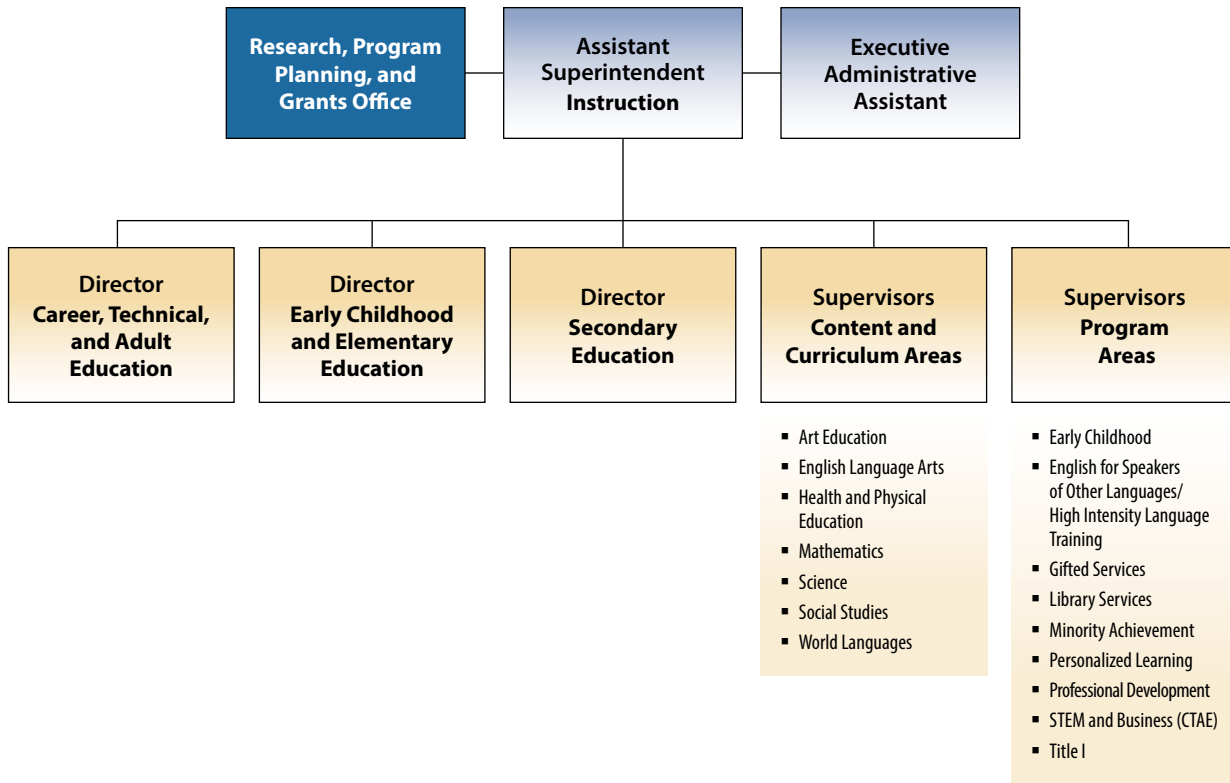 Research, Program
Planning, and
Grants Office
Assistant
Superintendent
Instruction
Executive
Administrative
Assistant
Director
Career, Technical,
and Adult
Education
Director
Early Childhood
and Elementary
Education
Director
Secondary
Education
Supervisors
Content and
Curriculum Areas
Supervisors
Program
Areas
▪ Art Education
▪ English Language Arts
▪ Health and Physical
Education
▪ Mathematics
▪ Science
▪ Social Studies
▪ World Languages
▪ Early Childhood
▪ English for Speakers
of Other Languages/
High Intensity Language
Training
▪ Gifted Services
▪ Library Services
▪ Minority Achievement
▪ Personalized Learning
▪ Professional Development
▪ STEM and Business (CTAE)
▪ Title I